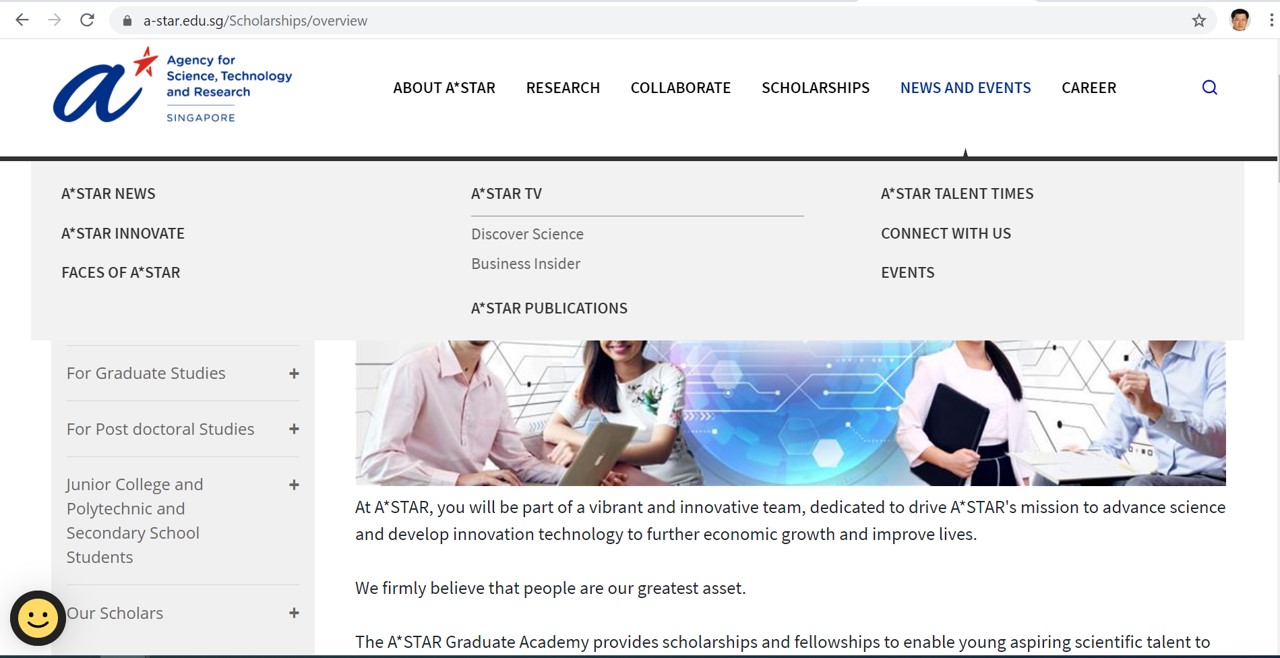 a-star.edu.sg/Scholarships/overview
a
Agency for
Science, Technology
and Research
SINGAPORE
ABOUT A*STAR RESEARCH COLLABORATE SCHOLARSHIPS NEWS AND EVENTS CAREER
A*STAR NEWS
A*STAR INNOVATE
FACES OF A*STAR
A*STAR TV
Discover Science
Business Insider
A*STAR PUBLICATIONS
A*STAR TALENT TIMES
CONNECT WITH US
EVENTS
For Graduate Studies +
For Post doctoral Studies +
Junior College and +
Polytechnic and
Secondary School
Students
Our Scholars +
At A*STAR, you will be part of a vibrant and innovative team, dedicated to drive A*STAR's mission to advance science
and develop innovation technology to further economic growth and improve lives.
We firmly believe that people are our greatest asset.
The A*STAR Graduate Academy provides scholarships and fellowships to enable young aspiring scientific talent to